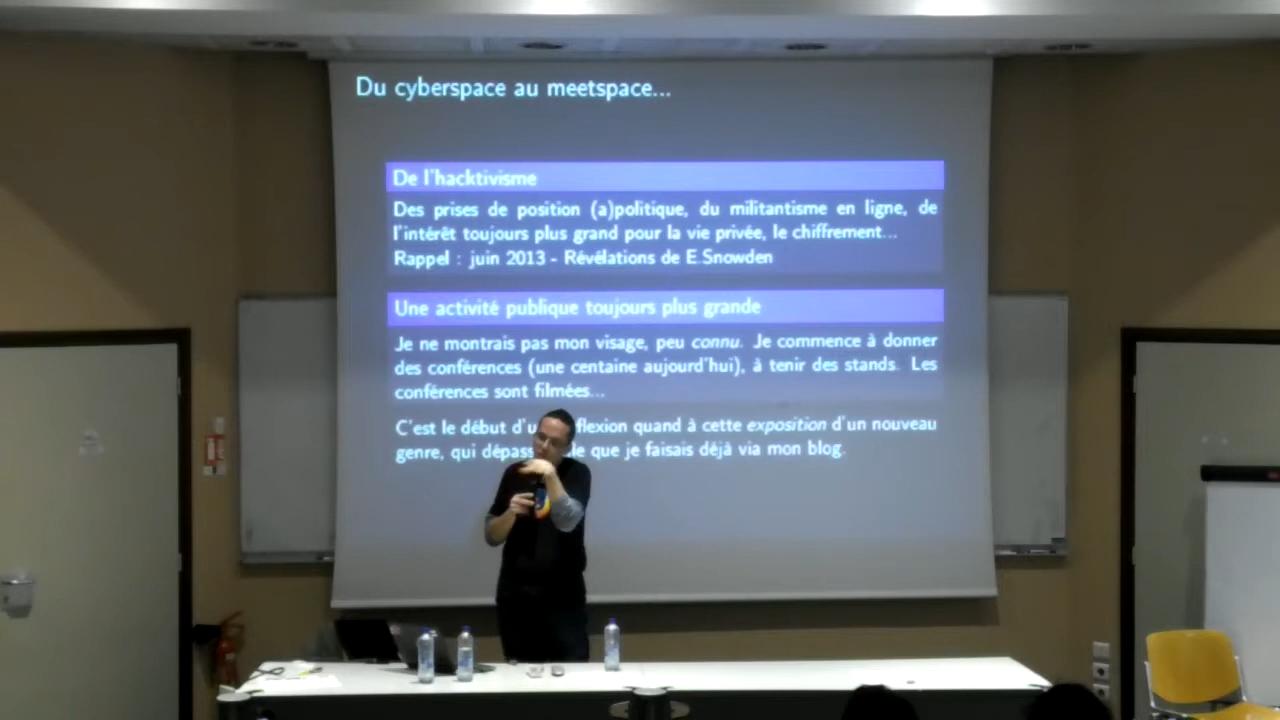 Du cyberspace au meetspace...
De l'hacktivisme
Des prises de position (a)politique, du militantisme en ligne, de
l'intérêt toujours plus grand pour la vie privée, le chiffrement...
Rappel : juin 2013 - Révélations de E.Snowden
Une activité publique toujours plus grande
Je ne montrais pas mon visage, peu connu. Je commence à donner
des conférences (une centaine aujourd'hui), à tenir des stands. Les
conférences sont filmées...
C'est le début d'u flexion quand à cette exposition d'un nouveau
genre, qui dépass le que je faisais déjà via mon blog.